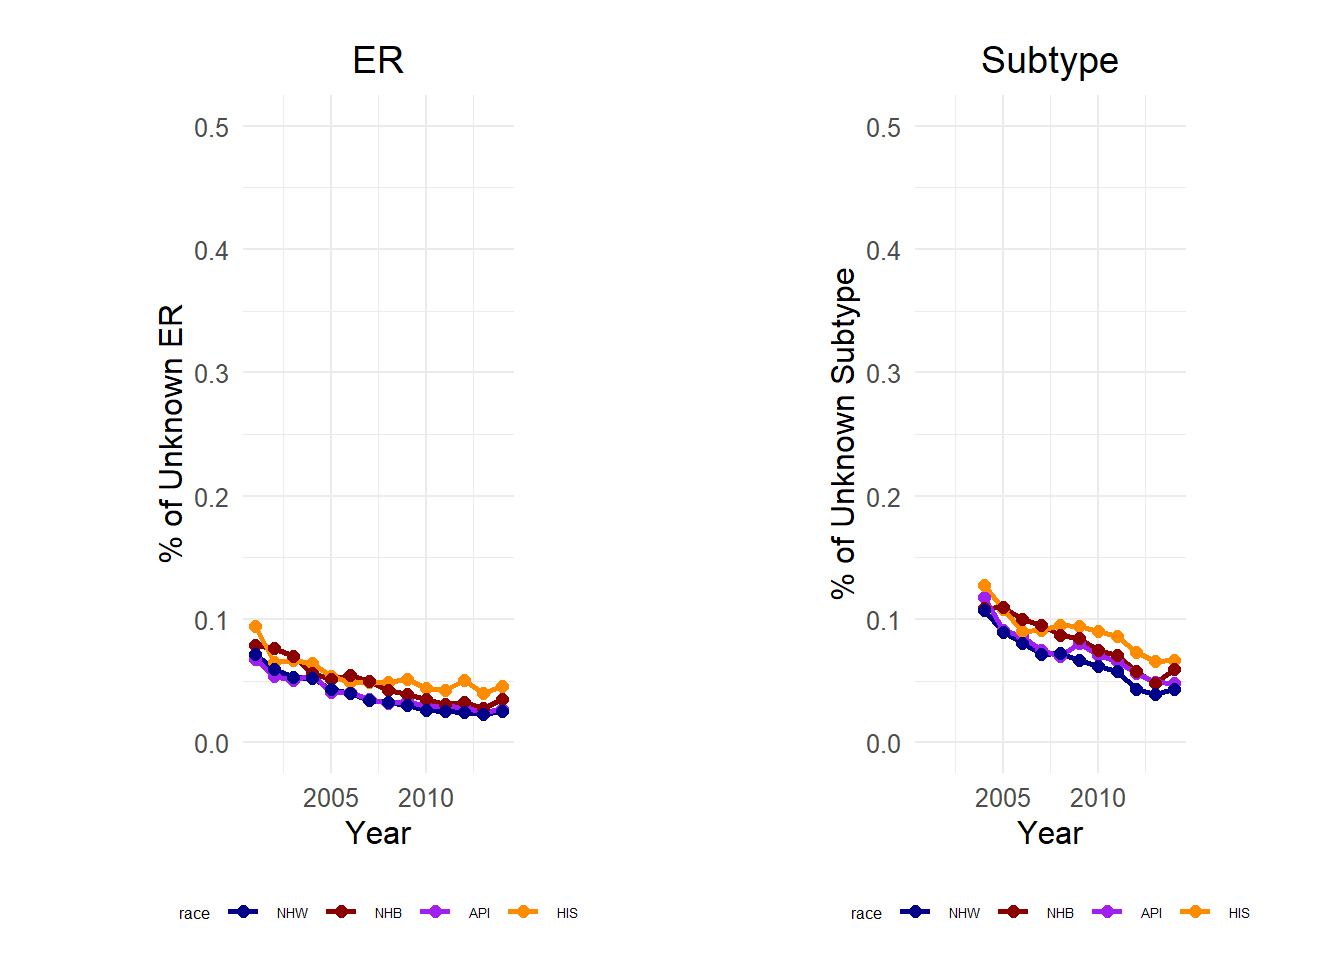 ER
% of Unknown ER
0.5
0.4
0.3
0.2
0.1
0.0
2005 2010
Year
race NHW NHB API HIS
Subtype
% of Unknown Subtype
0.5
0.4
0.3
0.2
0.1
0.0
2005 2010
Year
race NHW NHB API HIS